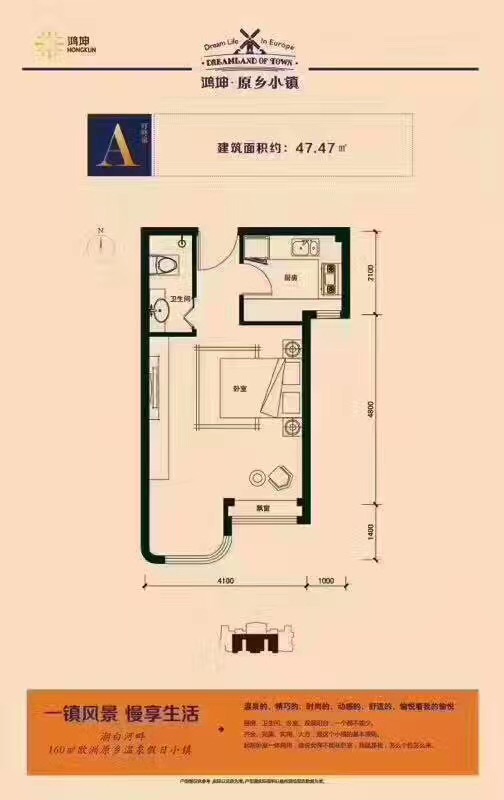 鸿坤
HONGKUN
Dream Life In Europe
DREAMLAND OF TOWN
鸿坤·原乡小镇
A
建筑面积约：47.47㎡
N
卫生间
厨房
卧室
飘窗
2100
4800
1400
4100
1000
一镇风景 慢享生活
潮白河畔
160㎡欧洲原乡温泉假日小镇
温泉的、精巧的、时尚的、动感的、舒适的、愉悦着我的愉悦